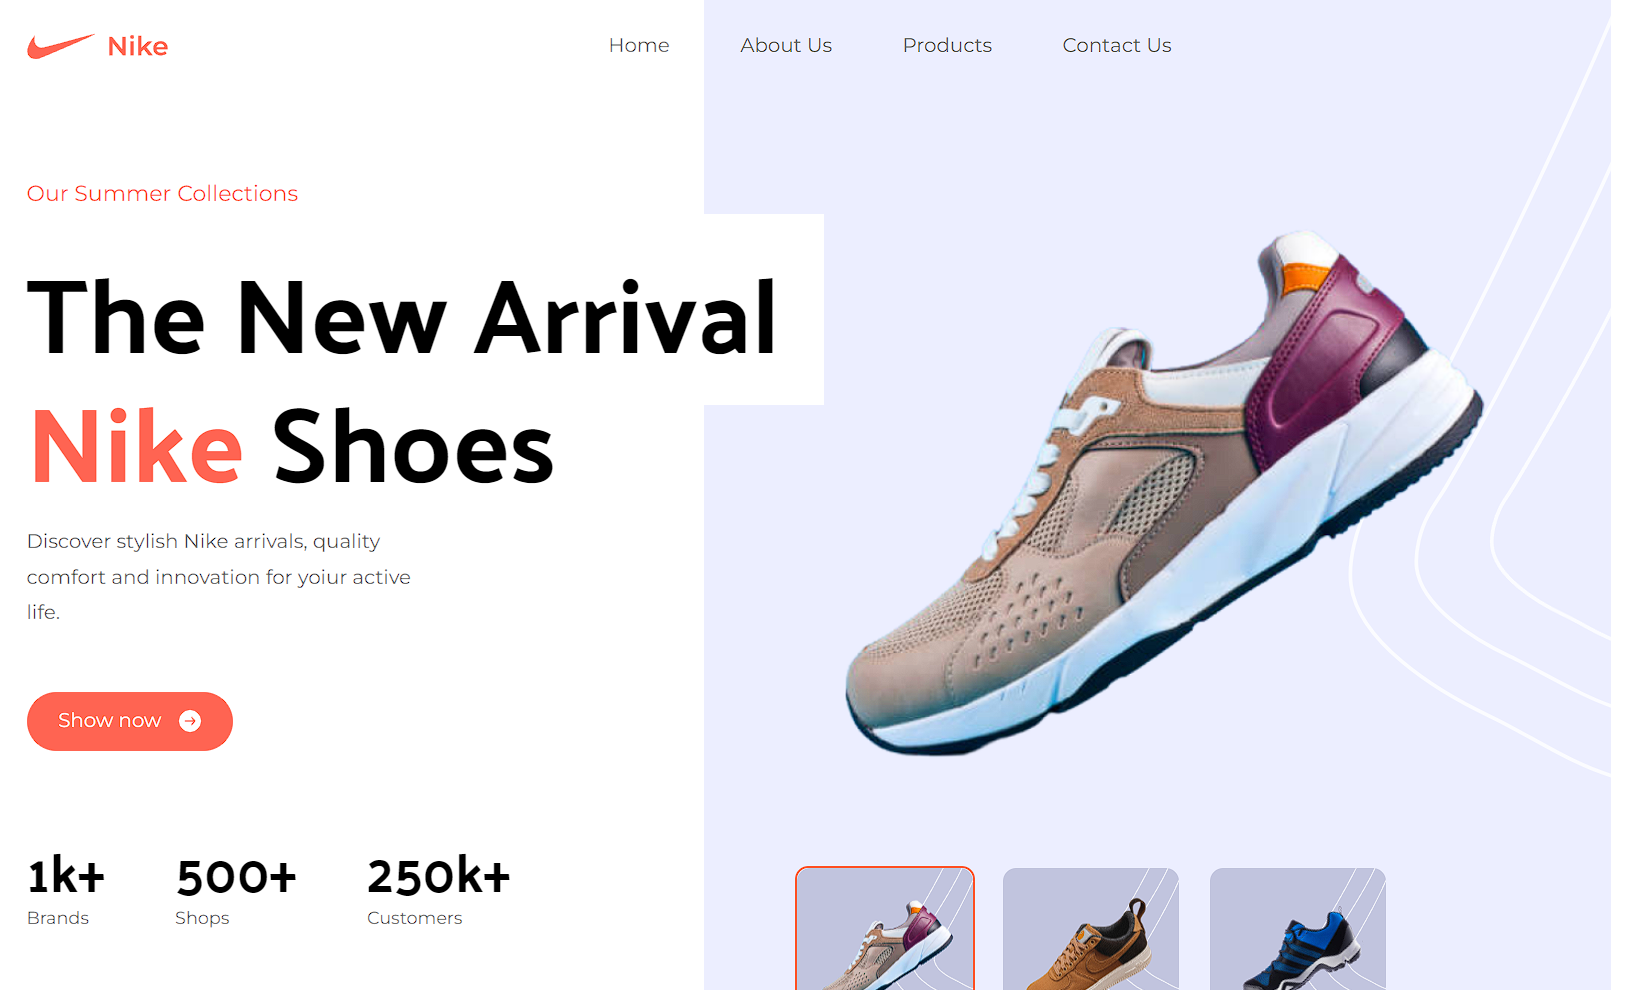 Nike
Home
About Us
Products
Contact Us
Our Summer Collections
The New Arrival
Nike Shoes
Discover stylish Nike arrivals, quality
comfort and innovation for yoiur active
life.
Show now
1k+
Brands
500+
Shops
250k+
Customers